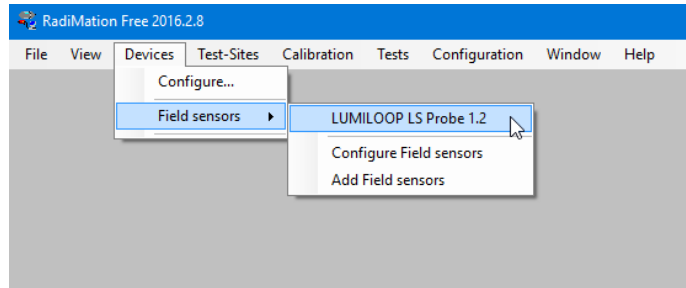 RadiMation Free 2016.2.8
File View Devices Test-Sites Calibration Tests Configuration Window Help
Configure...
Field sensors
LUMILOOP LS Probe 1.2
Configure Field sensors
Add Field sensors